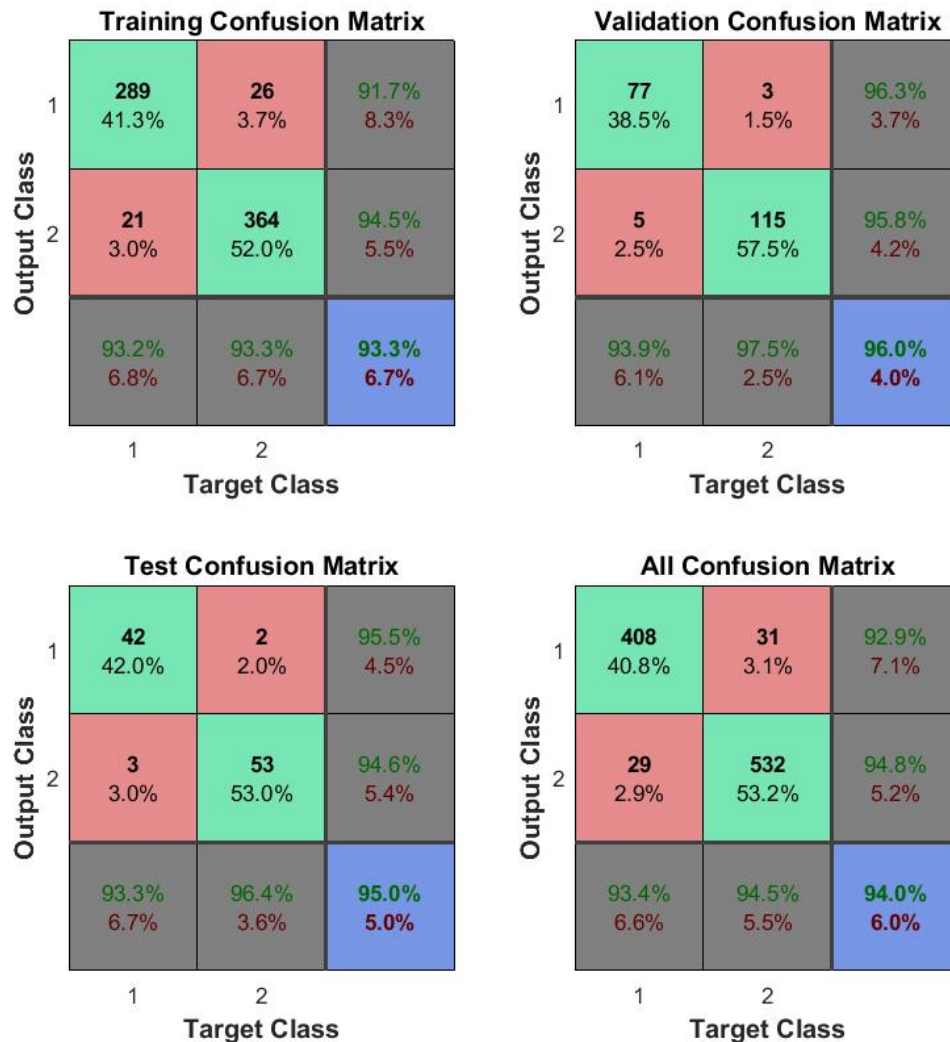 Training Confusion Matrix
Output Class
1
289 26 91.7%
41.3% 3.7% 8.3%
2
21 364 94.5%
3.0% 52.0% 5.5%
93.2% 93.3% 93.3%
6.8% 6.7% 6.7%
1 2
Target Class
Validation Confusion Matrix
Output Class
1
77 3 96.3%
38.5% 1.5% 3.7%
2
5 115 95.8%
2.5% 57.5% 4.2%
93.9% 97.5% 96.0%
6.1% 2.5% 4.0%
1 2
Target Class
Test Confusion Matrix
Output Class
1
42 2 95.5%
42.0% 2.0% 4.5%
2
3 53 94.6%
3.0% 53.0% 5.4%
93.3% 96.4% 95.0%
6.7% 3.6% 5.0%
1 2
Target Class
All Confusion Matrix
Output Class
1
408 31 92.9%
40.8% 3.1% 7.1%
2
29 532 94.8%
2.9% 53.2% 5.2%
93.4% 94.5% 94.0%
6.6% 5.5% 6.0%
1 2
Target Class